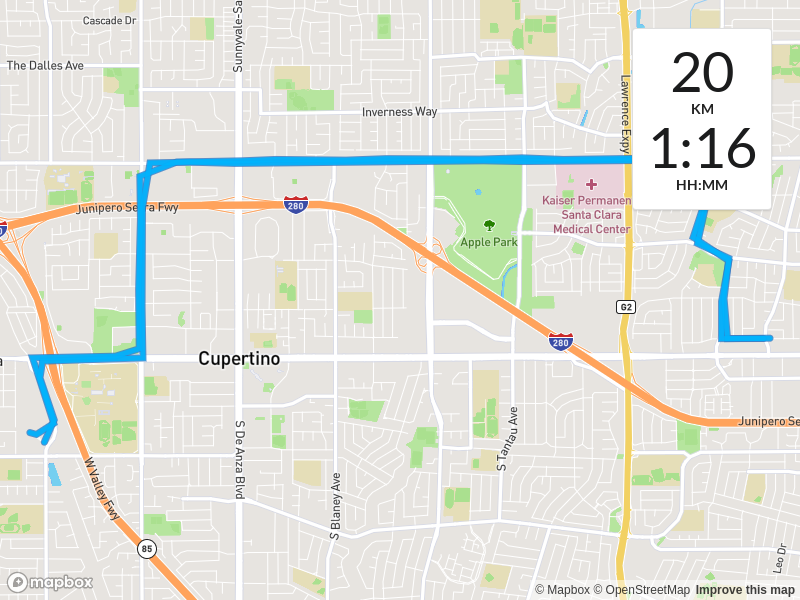 Cascade Dr
Sunnyvale-Sa
The Dalles Ave
20
KM
1:16
HH:MM
Lawrence Expy
Inverness Way
Junipero Serra Fwy
280
Kaiser Permanen
Santa Clara
Medical Center
Apple Park
G2
280
Cupertino
a
S De Anza Blvd
S Tantau Ave
Junipero Se
W Valley Fwy
S Blaney Ave
85
Leo Dr
mapbox
© Mapbox © OpenStreetMap Improve this map